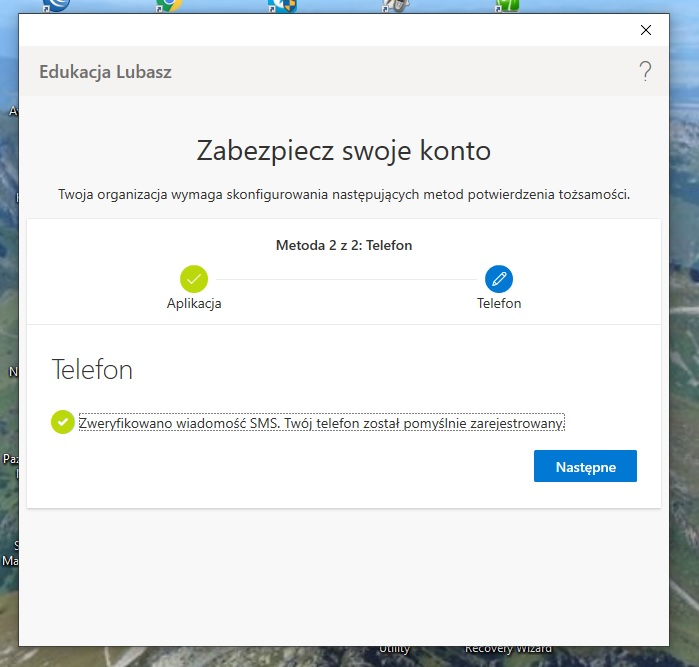 Edukacja Lubasz
?
Zabezpiecz swoje konto
Twoja organizacja wymaga skonfigurowania następujących metod potwierdzenia tożsamości.
Metoda 2 z 2: Telefon
Aplikacja
Telefon
Telefon
Zweryfikowano wiadomość SMS. Twój telefon został pomyślnie zarejestrowany.
Następne
Utility
Recovery Wizard